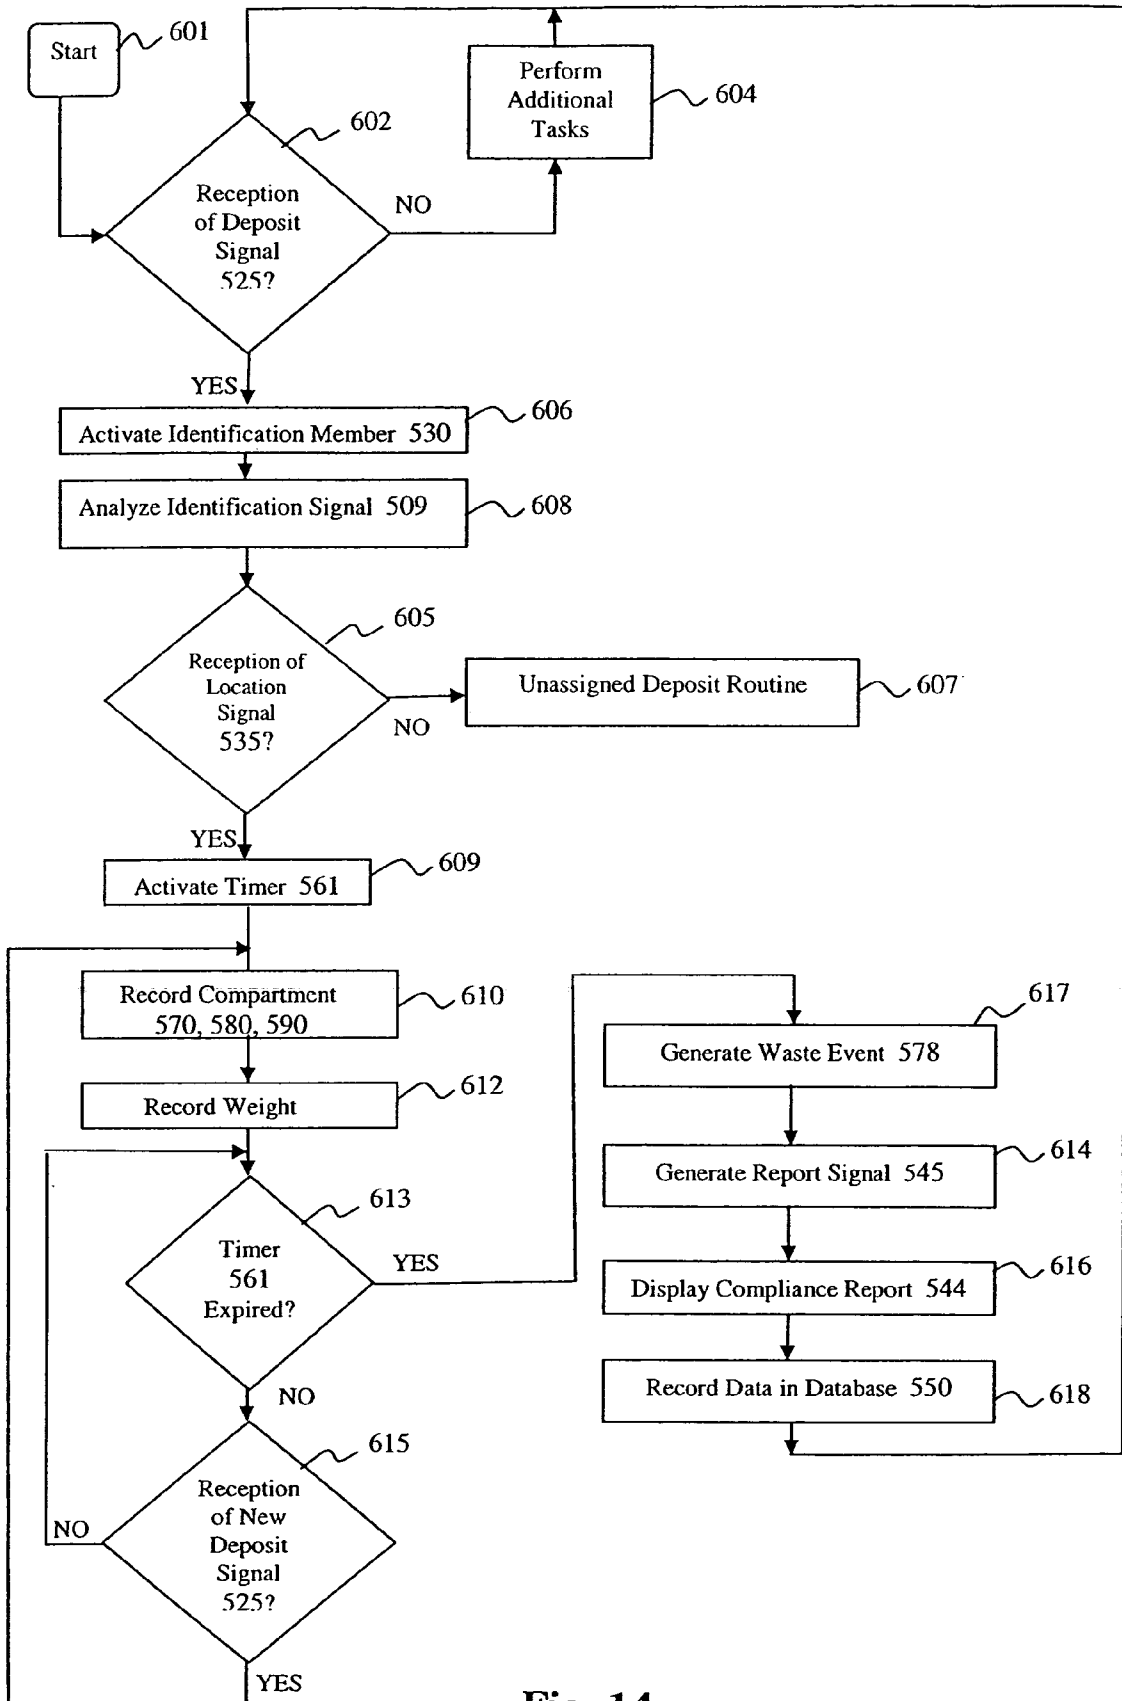 Start
601
Perform
Additional
Tasks
604
602
Reception
of Deposit
Signal
525?
NO
YES
606
Activate Identification Member 530
Analyze Identification Signal 509
608
605
Reception of
Location
Signal
535?
Unassigned Deposit Routine
607
NO
YES
609
Activate Timer 561
Record Compartment
570, 580, 590
610
617
Generate Waste Event 578
612
Record Weight
614
Generate Report Signal 545
613
Timer
561
Expired?
YES
616
Display Compliance Report 544
NO
Record Data in Database 550
618
615
Reception
of New
Deposit
Signal
525?
NO
YES
Fig. 14